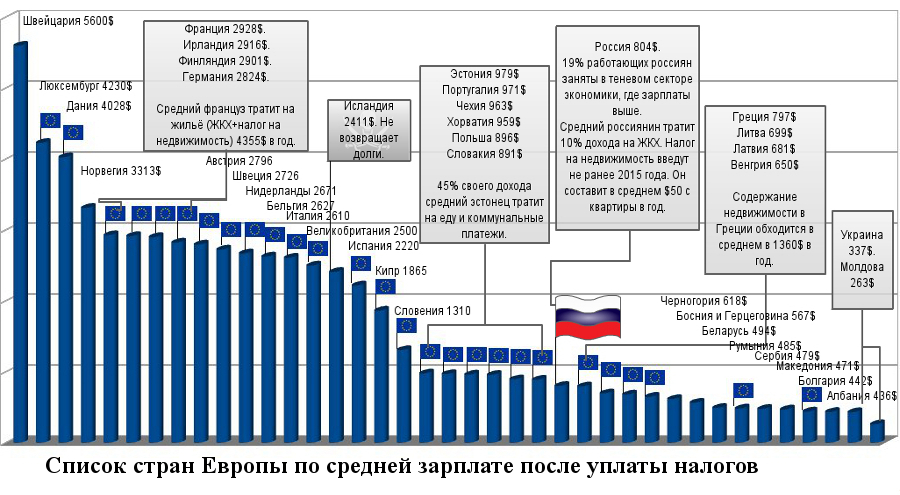 Швейцария 5600$
Люксембург 4230$
Дания 4028$
Норвегия 3313$
Франция 2928$.
Ирландия 2916$.
Финляндия 2901$.
Германия 2824$.
Средний француз тратит на
жильё (ЖКХ+налог на
недвижимость) 4355$ в год.
Австрия 2796
Швеция 2726
Нидерланды 2671
Бельгия 2627
Италия 2610
Великобритания 2500
Испания 2220
Исландия
2411$. Не
возвращает
долги.
Кипр 1865
Словения 1310
Эстония 979$
Португалия 971$
Чехия 963$
Хорватия 959$
Польша 896$
Словакия 891$
45% своего дохода
средний эстонец тратит
на еду и коммунальные
платежи.
Россия 804$.
19% работающих россиян
заняты в теневом секторе
экономики, где зарплаты
выше.
Средний россиянин тратит
10% дохода на ЖКХ. Налог
на недвижимость введут
не ранее 2015 года. Он
составит в среднем $50 с
квартиры в год.
Греция 797$
Литва 699$
Латвия 681$
Венгрия 650$
Содержание
недвижимости в
Греции обходится в
среднем в 1360$ в
год.
Черногория 618$
Босния и Герцеговина 567$
Беларусь 494$
Румыния 485$
Сербия 479$
Македония 471$
Болгария 442$
Албания 436$
Украина
337$.
Молдова
263$
Список стран Европы по средней зарплате после уплаты налогов